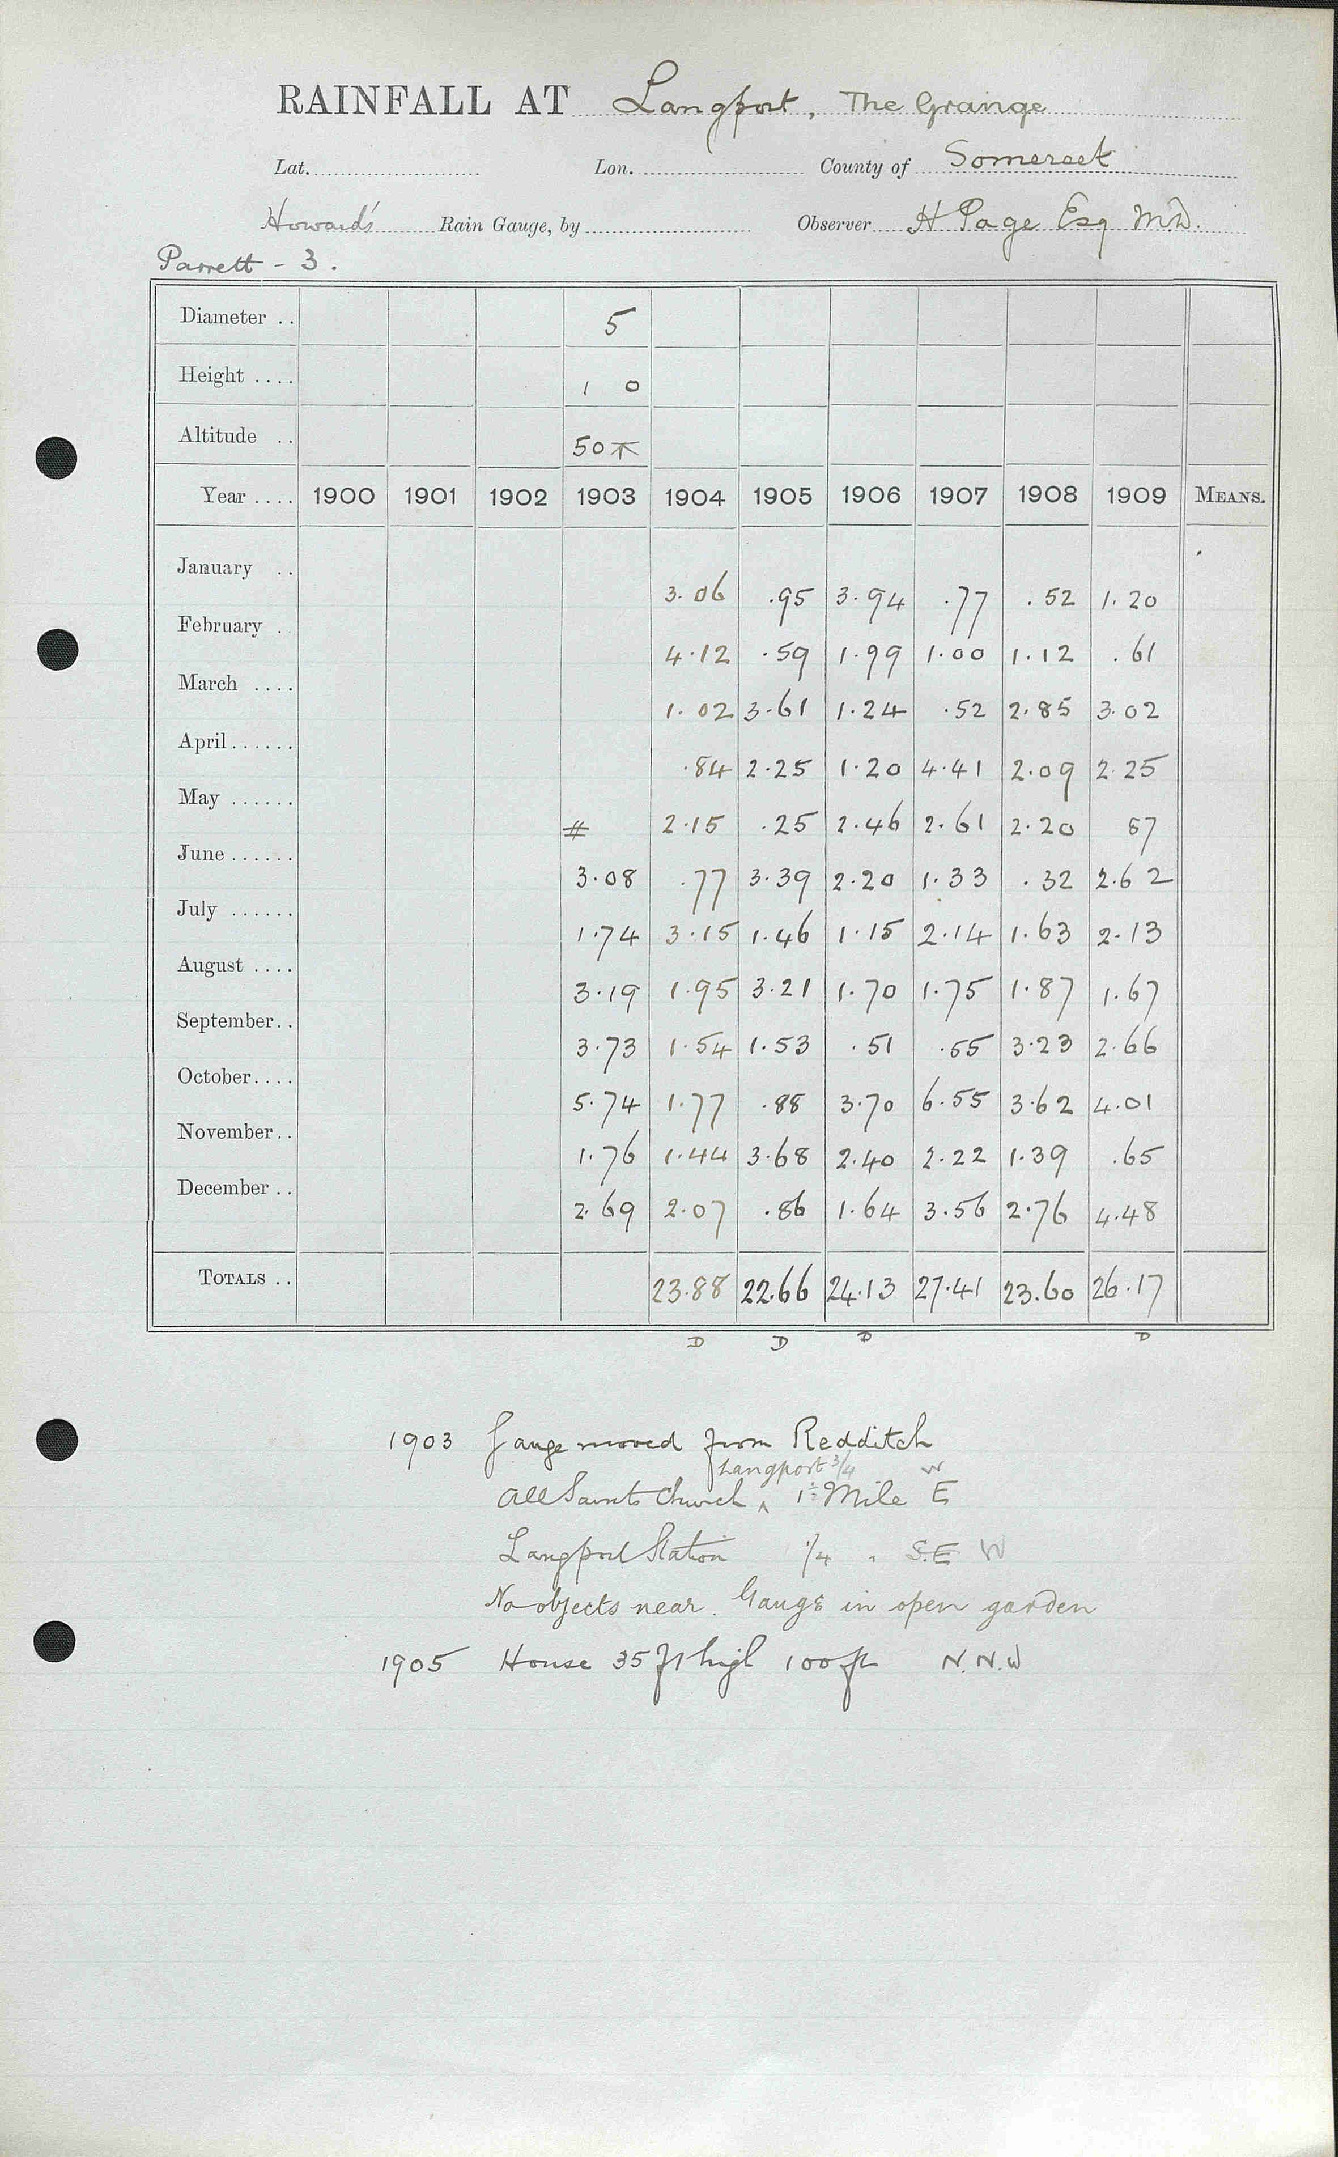 RAINFALL AT Langport, The Grange
Lat. Lon. County of Somerset
Howard's Rain Gauge, by Observer H Page Esq M.D.
Parrett - 3.
Diameter .. 5
Height .... 1 0
Altitude .. 50
Year .... 1900 1901 1902 1903 1904 1905 1906 1907 1908 1909 MEANS.
January .. 3.06 .95 3.94 .77 .52 1.20
February . 4.12 .59 1.99 1.00 1.12 .61
March .... 1.02 3.61 1.24 .52 2.85 3.02
April...... .84 2.25 1.20 4.41 2.09 2.25
May ...... # 2.15 .25 2.46 2.61 2.20 87
June...... 3.08 .77 3.39 2.20 1.33 .32 2.62
July ...... 1.74 3.15 1.46 1.15 2.14 1.63 2.13
August .... 3.19 1.95 3.21 1.70 1.75 1.87 1.67
September.. 3.73 1.54 1.53 .51 .55 3.23 2.66
October.... 5.74 1.77 .88 3.70 6.55 3.62 4.01
November.. 1.76 1.44 3.68 2.40 2.22 1.39 .65
December .. 2.69 2.07 .86 1.64 3.56 2.76 4.48
TOTALS .. 23.88 22.66 24.13 27.41 23.60 26.17
D D D D
1903 Gauge moved from Redditch
Langport 3/4 W
All Saints Church Mile E
Langport Station 1/4 " S.E W
No objects near. Gauge in open garden
1905 House 35 ft high 100 ft N.N.W